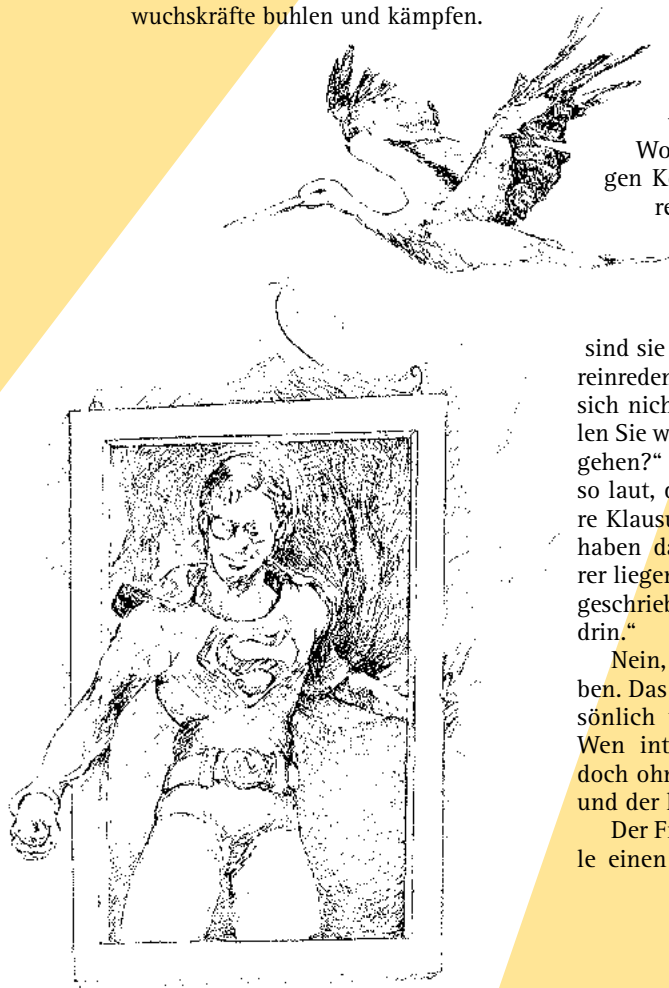 wuchskräfte buhlen und kämpfen.
Wo
gen
re
sind sie
reinreden
sich nich
len Sie w
gehen?“
so laut,
re Klausu
haben da
rer liegen
geschrieb
drin.“
Nein,
ben. Das
sönlich
Wen int
doch
und der
Der
le einen